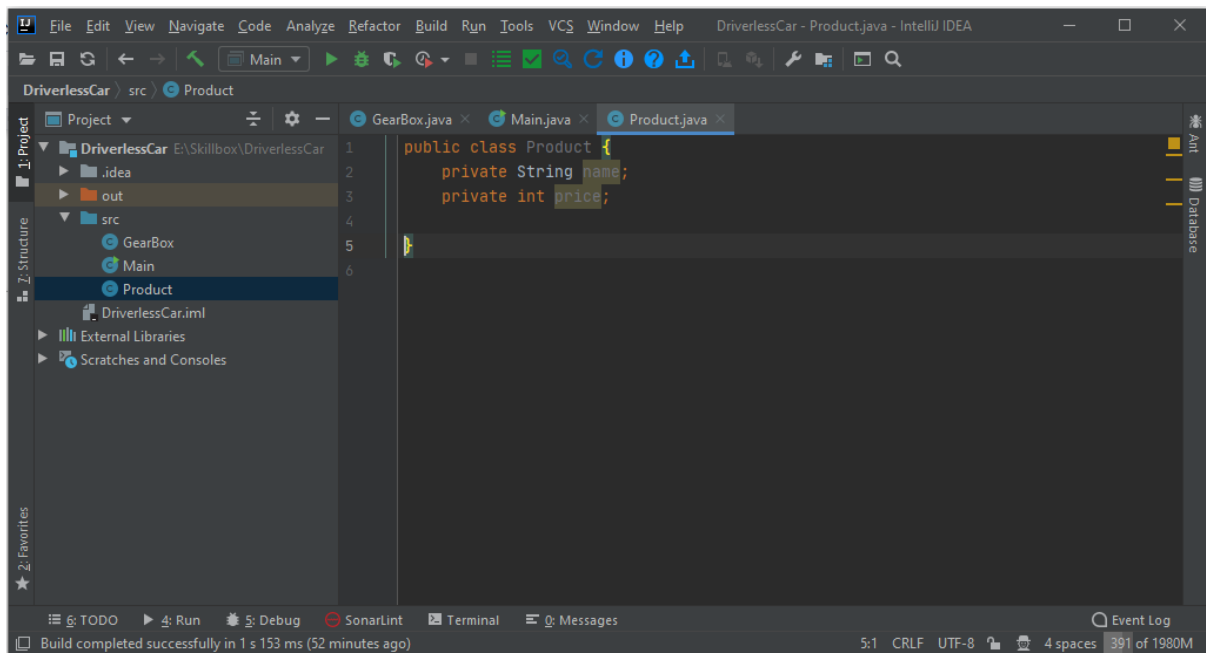 File Edit View Navigate Code Analyze Refactor Build Run Tools VCS Window Help DriverlessCar - Product.java - IntelliJ IDEA
Main
DriverlessCar src Product
Project
GearBox.java Main.java Product.java
1: Project
DriverlessCar E:\Skillbox\DriverlessCar
.idea
out
src
GearBox
Main
Product
DriverlessCar.iml
External Libraries
Scratches and Consoles
7: Structure
2: Favorites
1 public class Product {
2 private String name;
3 private int price;
4
5 }
6
Ant
Database
6: TODO 4: Run 5: Debug SonarLint Terminal 0: Messages Event Log
Build completed successfully in 1 s 153 ms (52 minutes ago) 5:1 CRLF UTF-8 4 spaces 391 of 1980M